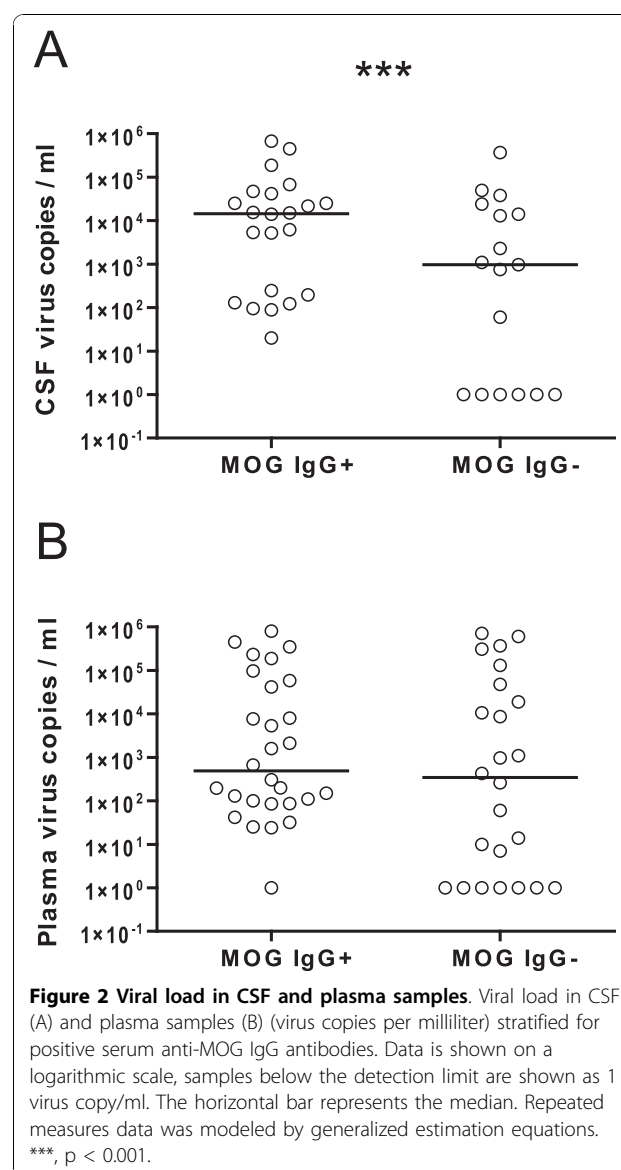 A
***
1×10⁶
1×10⁵
1×10⁴
1×10³
1×10²
1×10¹
1×10⁰
1×10⁻¹
CSF virus copies / ml
MOG IgG+ MOG IgG-
B
1×10⁶
1×10⁵
1×10⁴
1×10³
1×10²
1×10¹
1×10⁰
1×10⁻¹
Plasma virus copies / ml
MOG IgG+ MOG IgG-
Figure 2 Viral load in CSF and plasma samples. Viral load in CSF
(A) and plasma samples (B) (virus copies per milliliter) stratified for
positive serum anti-MOG IgG antibodies. Data is shown on a
logarithmic scale, samples below the detection limit are shown as 1
virus copy/ml. The horizontal bar represents the median. Repeated
measures data was modeled by generalized estimation equations.
***, p < 0.001.